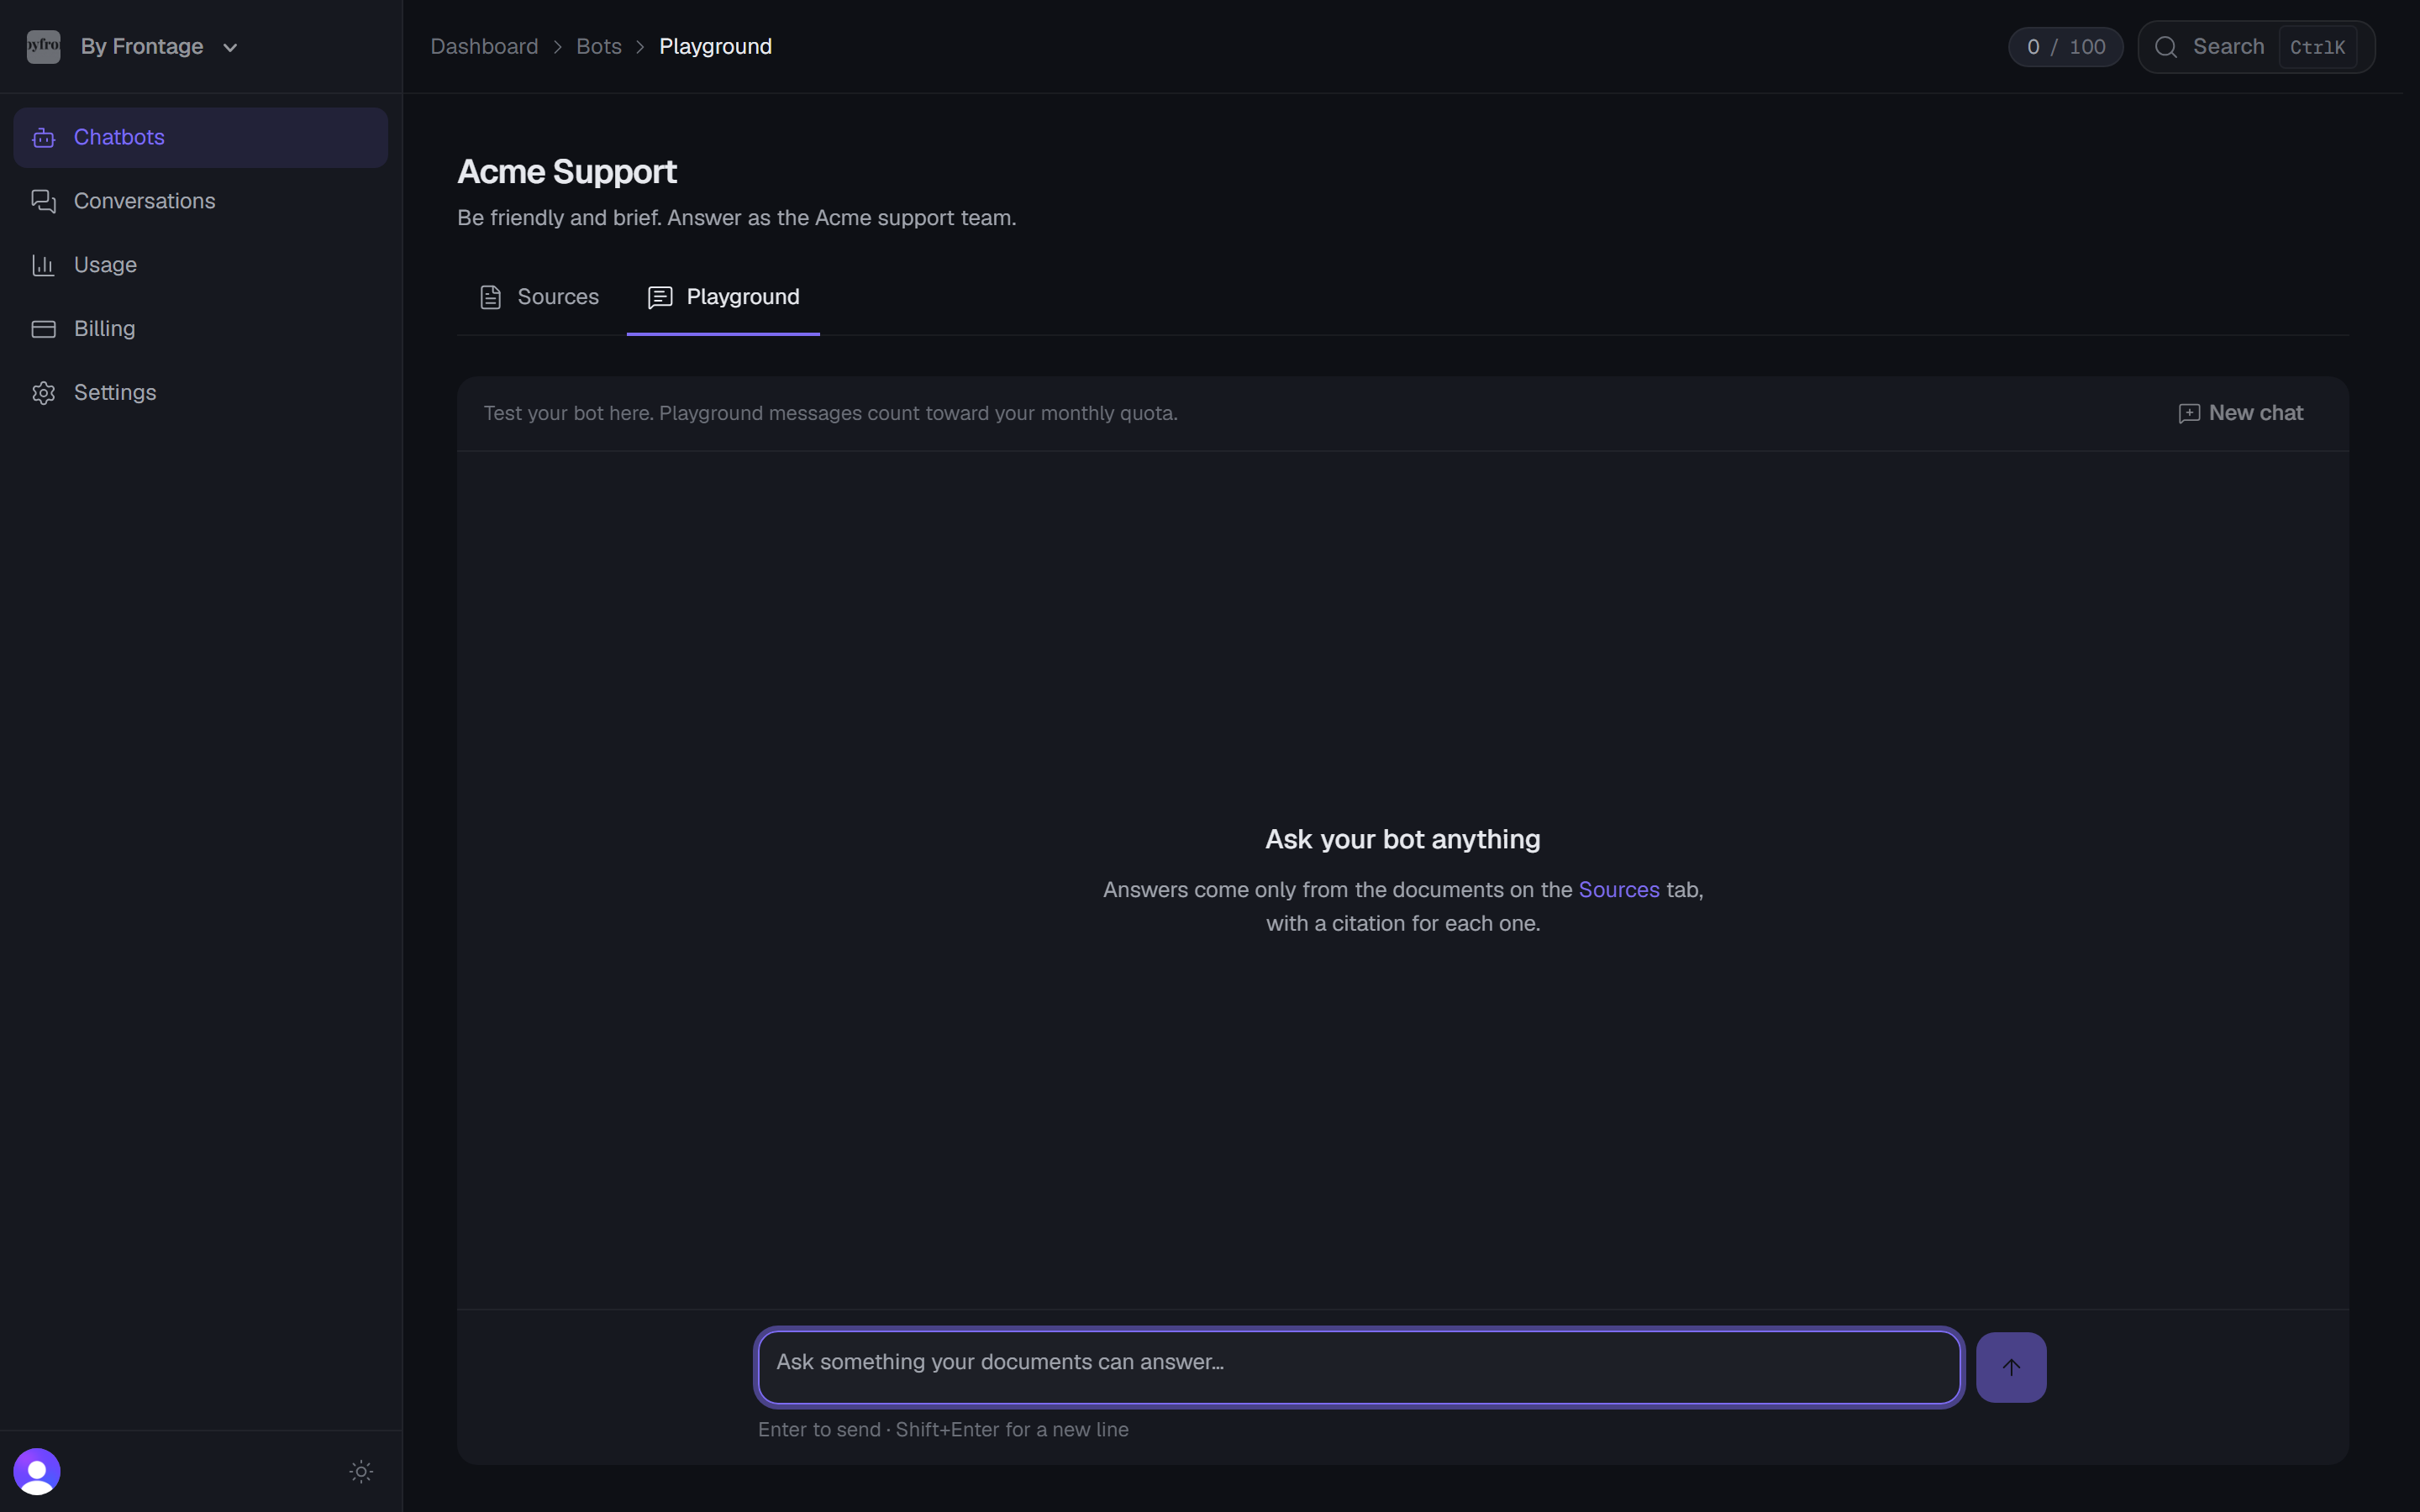 By Frontage
Dashboard > Bots > Playground
0 / 100
Search CtrlK
Chatbots
Conversations
Usage
Billing
Settings
Acme Support
Be friendly and brief. Answer as the Acme support team.
Sources
Playground
Test your bot here. Playground messages count toward your monthly quota.
New chat
Ask your bot anything
Answers come only from the documents on the Sources tab,
with a citation for each one.
Ask something your documents can answer...
Enter to send · Shift+Enter for a new line